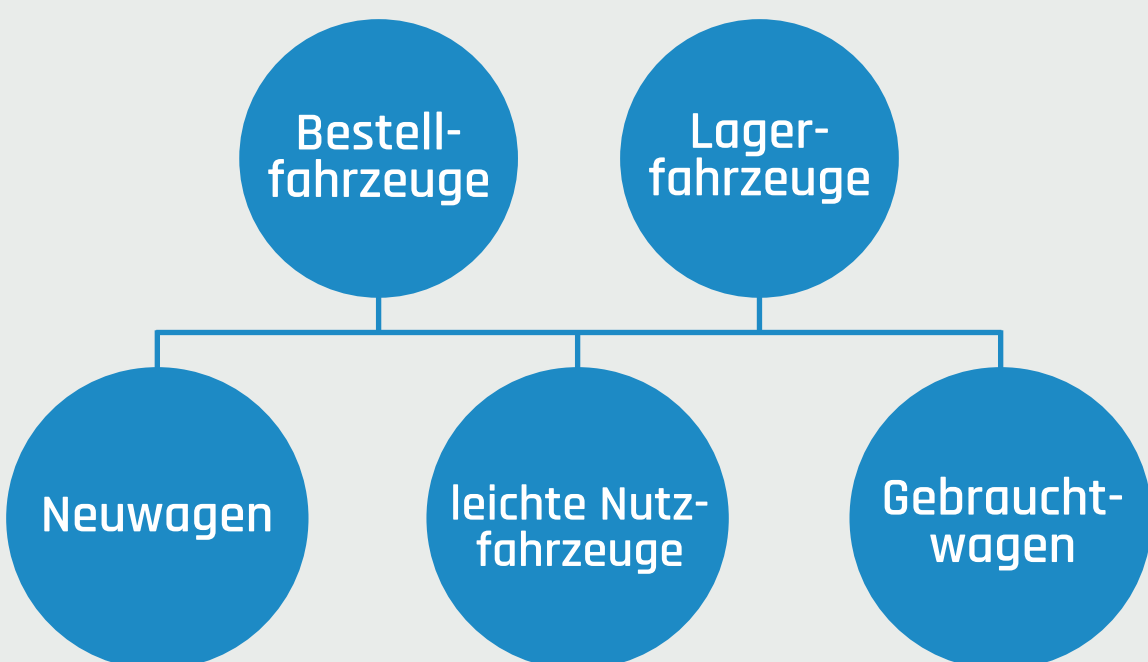 Bestell-
fahrzeuge
Lager-
fahrzeuge
Neuwagen
leichte Nutz-
fahrzeuge
Gebraucht-
wagen